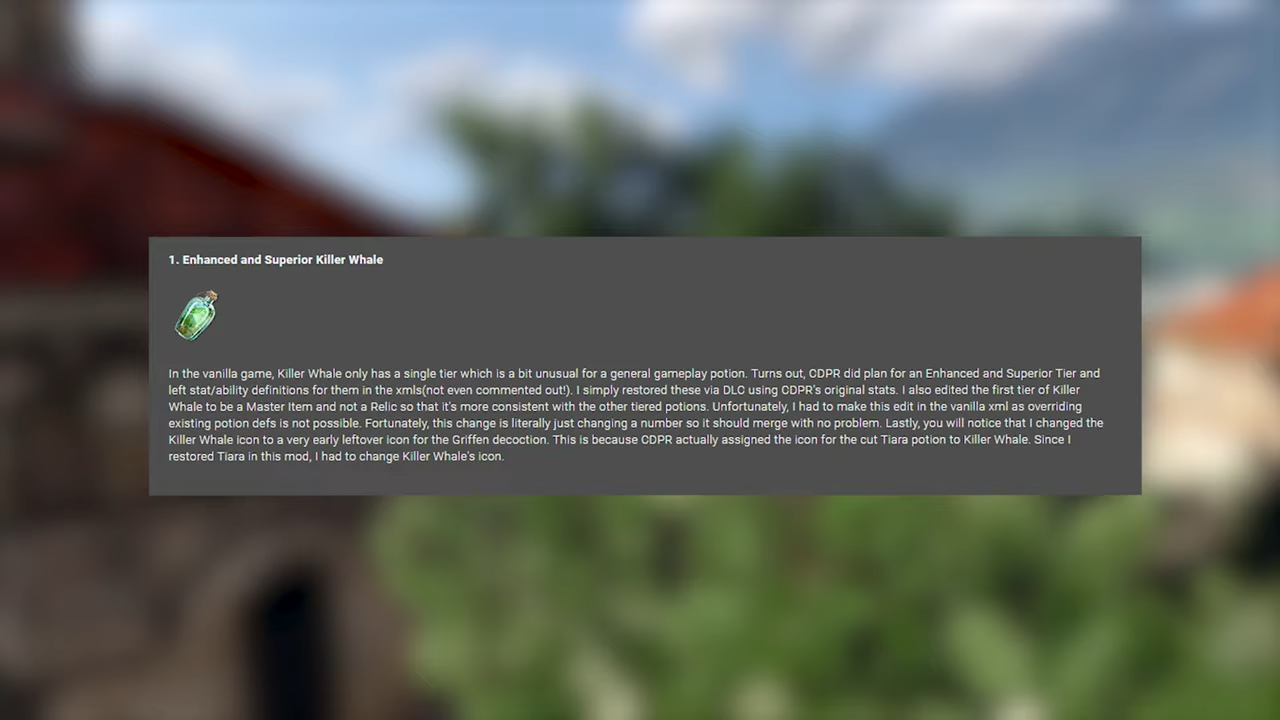 1. Enhanced and Superior Killer Whale
In the vanilla game, Killer Whale only has a single tier which is a bit unusual for a general gameplay potion. Turns out, CDPR did plan for an Enhanced and Superior Tier and
left stat/ability definitions for them in the xmls(not even commented out!). I simply restored these via DLC using CDPR's original stats. I also edited the first tier of Killer
Whale to be a Master Item and not a Relic so that it's more consistent with the other tiered potions. Unfortunately, I had to make this edit in the vanilla xml as overriding
existing potion defs is not possible. Fortunately, this change is literally just changing a number so it should merge with no problem. Lastly, you will notice that I changed the
Killer Whale icon to a very early leftover icon for the Griffen decoction. This is because CDPR actually assigned the icon for the cut Tiara potion to Killer Whale. Since I
restored Tiara in this mod, I had to change Killer Whale's icon.